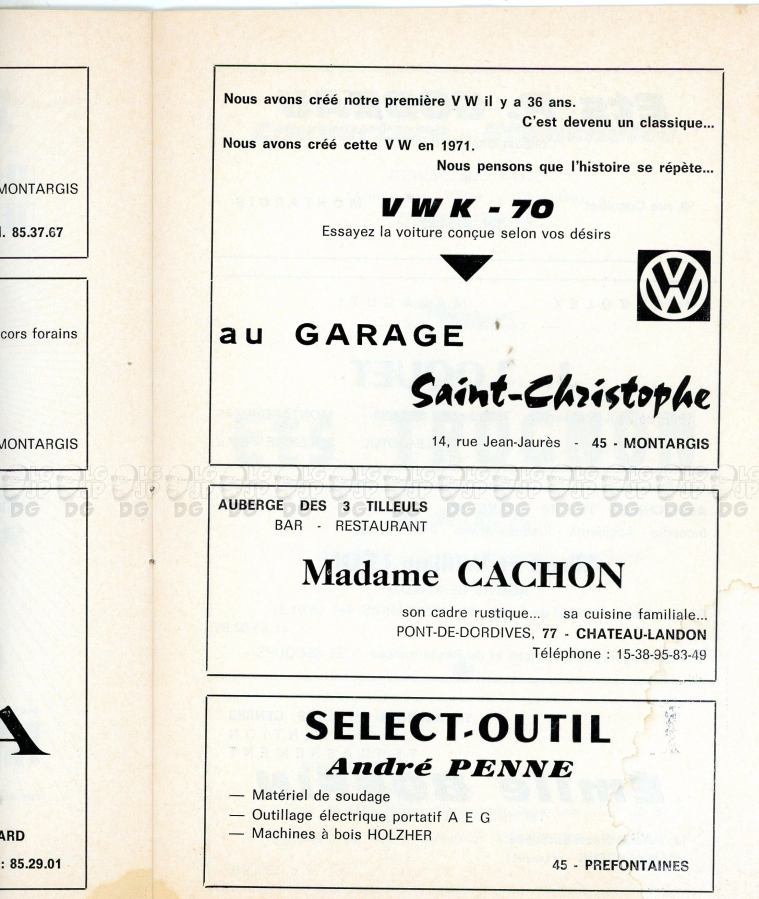 MONTARGIS
. 85.37.67
cors forains
MONTARGIS
A
ARD
: 85.29.01
Nous avons créé notre première V W il y a 36 ans.
C'est devenu un classique...
Nous avons créé cette V W en 1971.
Nous pensons que l'histoire se répète...
VWK - 70
Essayez la voiture conçue selon vos désirs
VW
au GARAGE
Saint-Christophe
14, rue Jean-Jaurès - 45 - MONTARGIS
AUBERGE DES 3 TILLEULS
BAR - RESTAURANT
Madame CACHON
son cadre rustique... sa cuisine familiale...
PONT-DE-DORDIVES, 77 - CHATEAU-LANDON
Téléphone : 15-38-95-83-49
SELECT-OUTIL
André PENNE
— Matériel de soudage
— Outillage électrique portatif A E G
— Machines à bois HOLZHER
45 - PREFONTAINES